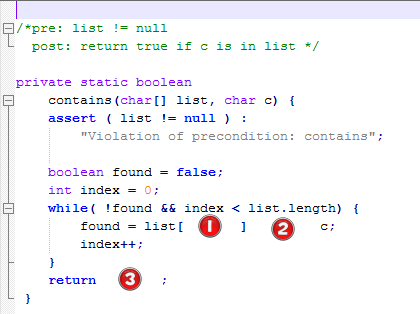 /*pre: list != null
post: return true if c is in list */
private static boolean
contains(char[] list, char c) {
assert ( list != null ) :
"Violation of precondition: contains";
boolean found = false;
int index = 0;
while( !found && index < list.length) {
found = list[ 1 ] 2 c;
index++;
}
return 3 ;
}